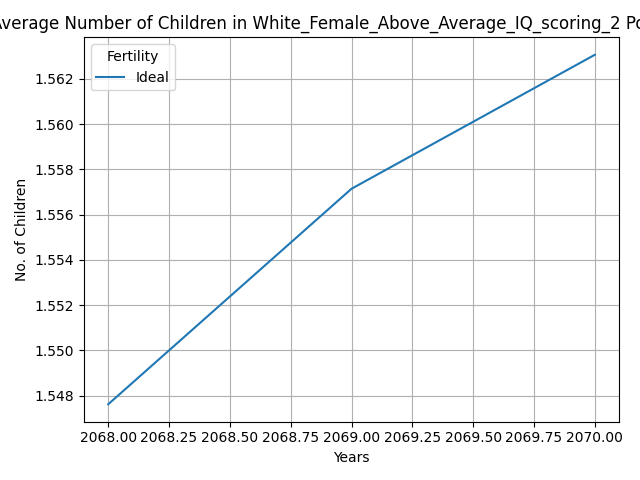 Average Number of Children in White_Female_Above_Average_IQ_scoring_2 Po
Fertility
Ideal
No. of Children
1.562
1.560
1.558
1.556
1.554
1.552
1.550
1.548
2068.00 2068.25 2068.50 2068.75 2069.00 2069.25 2069.50 2069.75 2070.00
Years